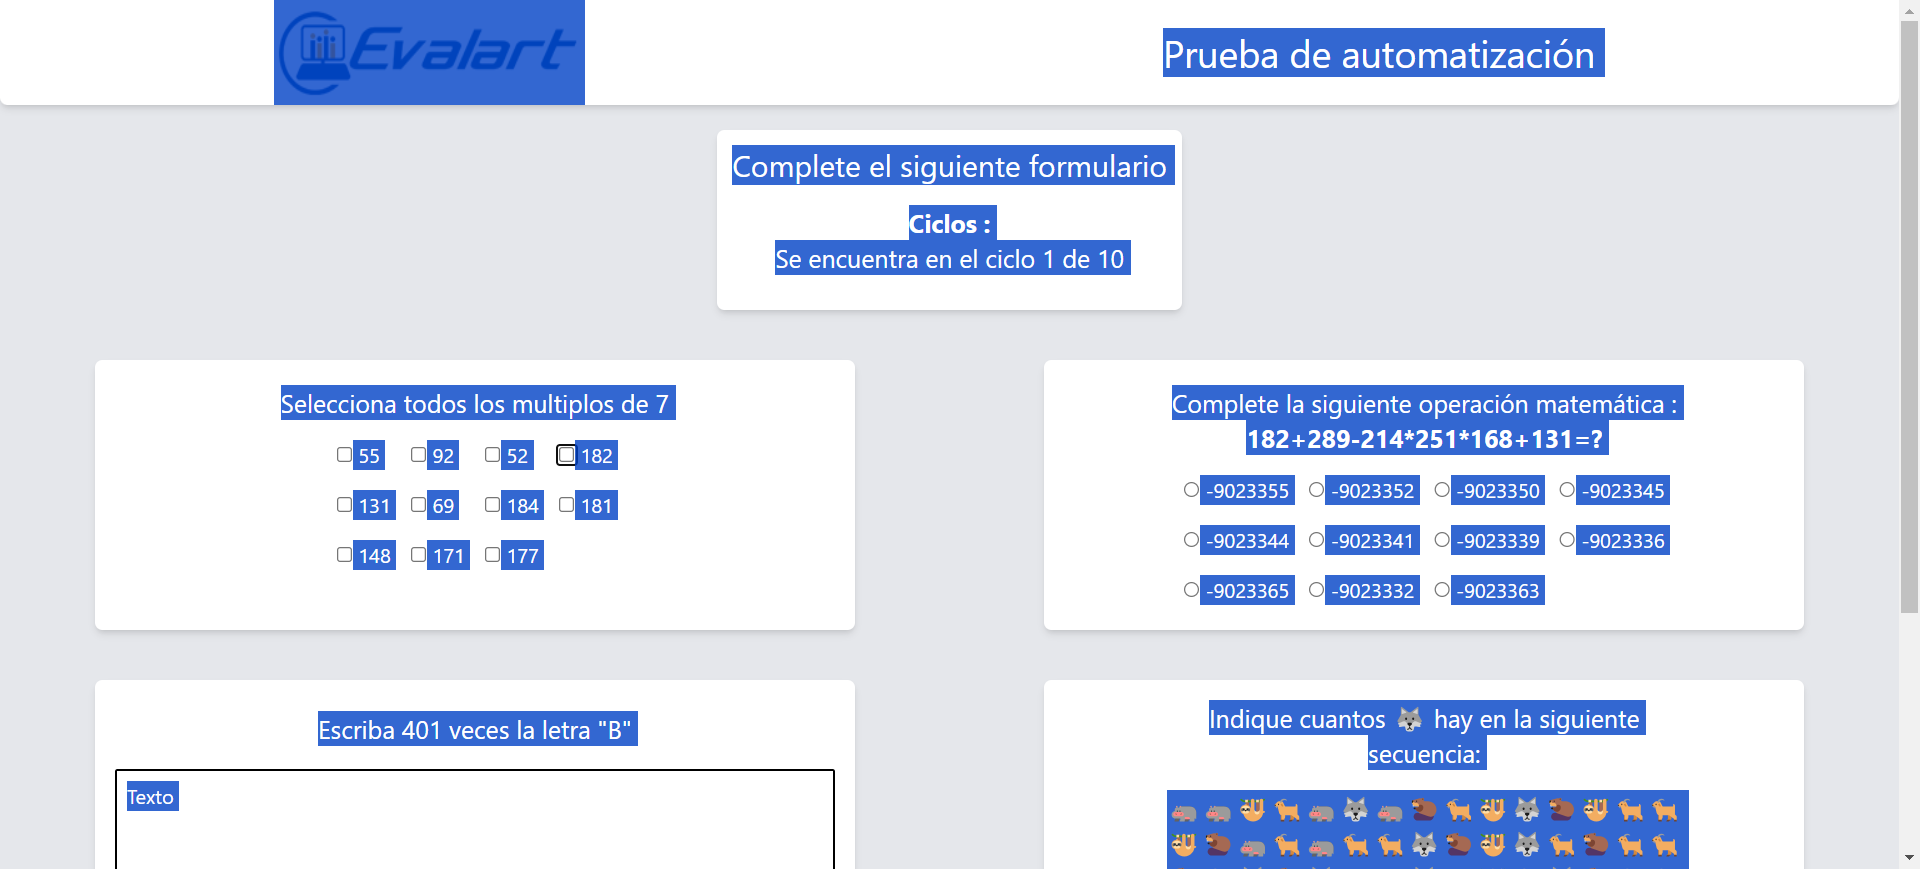 Evalart
Prueba de automatización
Complete el siguiente formulario
Ciclos :
Se encuentra en el ciclo 1 de 10
Selecciona todos los multiplos de 7
55 92 52 182
131 69 184 181
148 171 177
Complete la siguiente operación matemática :
182+289-214*251*168+131=?
-9023355 -9023352 -9023350 -9023345
-9023344 -9023341 -9023339 -9023336
-9023365 -9023332 -9023363
Escriba 401 veces la letra "B"
Texto
Indique cuantos 🐺 hay en la siguiente
secuencia: